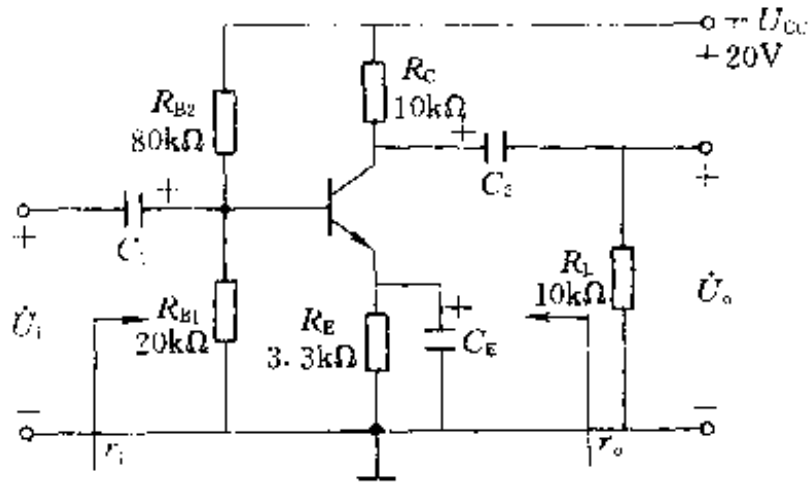 +U_CC
+20V
R_C
10kΩ
R_B2
80kΩ
+
+
+
C_2
+
C_1
R_L
10kΩ
U̇_o
+
R_B1
20kΩ
R_E
3.3kΩ
C_E
U̇_i
−
r_i
r_o
−